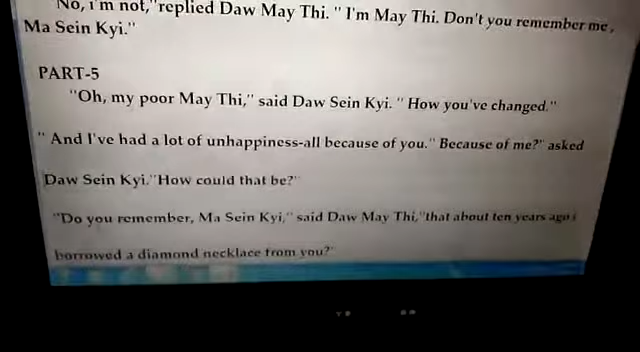 "No, I'm not,"replied Daw May Thi. " I'm May Thi. Don't you remember me,
Ma Sein Kyi."
PART-5
"Oh, my poor May Thi," said Daw Sein Kyi. " How you've changed."
" And I've had a lot of unhappiness-all because of you." Because of me?" asked
Daw Sein Kyi."How could that be?"
"Do you remember, Ma Sein Kyi," said Daw May Thi,"that about ten years ago i
borrowed a diamond necklace from you?"